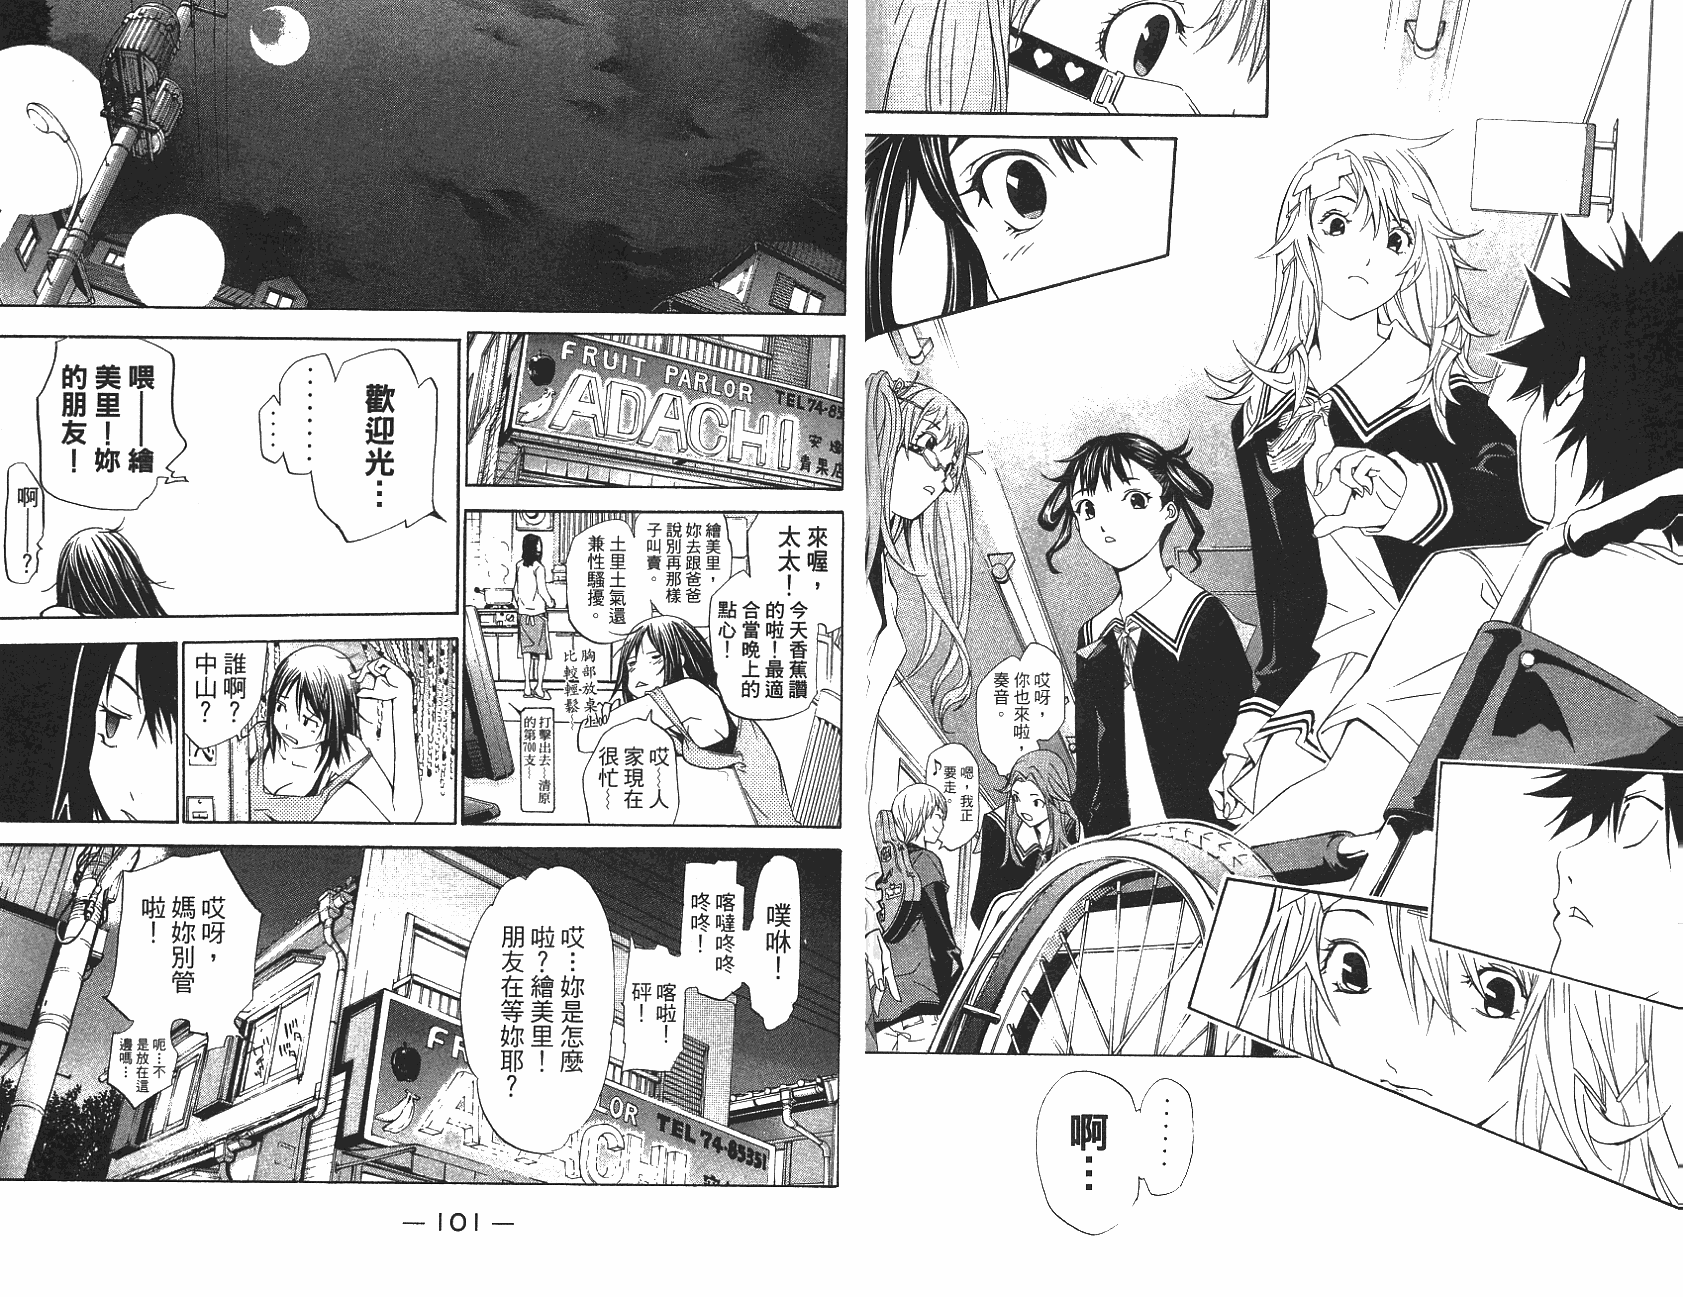 哎呀，
你也來啦，
奏音。
嗯，我正
要走。
♪
………
啊…
FRUIT PARLOR
ADACHI
TEL 74-85
青果店
來喔，
太太！
今天香蕉讚
的啦！最適
合當晚上的
點心！
繪美里，
妳去跟爸爸
說別再那樣
子叫賣。
土里土氣還
兼性騷擾。
胸部放桌上
比較輕鬆～
哎～人
家現在
很忙～
打擊出去～清原
的第700支～
歡迎光…
………
……
喂——繪
美里！妳
的朋友！
啊——？
誰啊？
中山？
噗咻！
喀噠咚咚
咚咚！
喀啦！
砰！
哎…妳是怎麼
啦？繪美里！
朋友在等妳耶？
哎呀，
媽妳別管
啦！
呃…不
是放在這
邊嗎…
TEL 74-85351
— 101 —